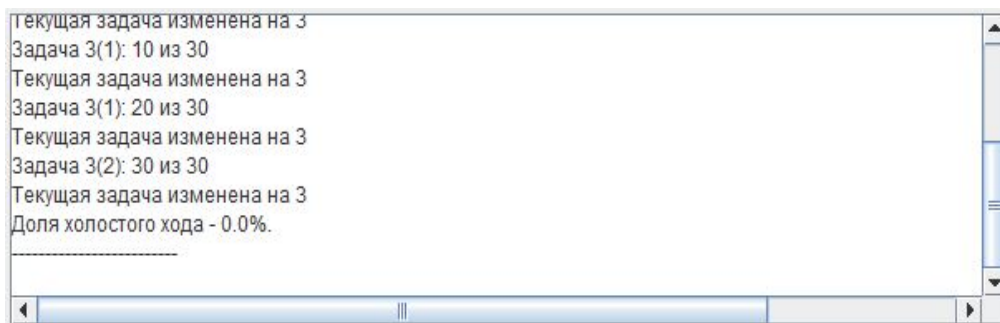 Текущая задача изменена на 3
Задача 3(1): 10 из 30
Текущая задача изменена на 3
Задача 3(1): 20 из 30
Текущая задача изменена на 3
Задача 3(2): 30 из 30
Текущая задача изменена на 3
Доля холостого хода - 0.0%.
-------------------------